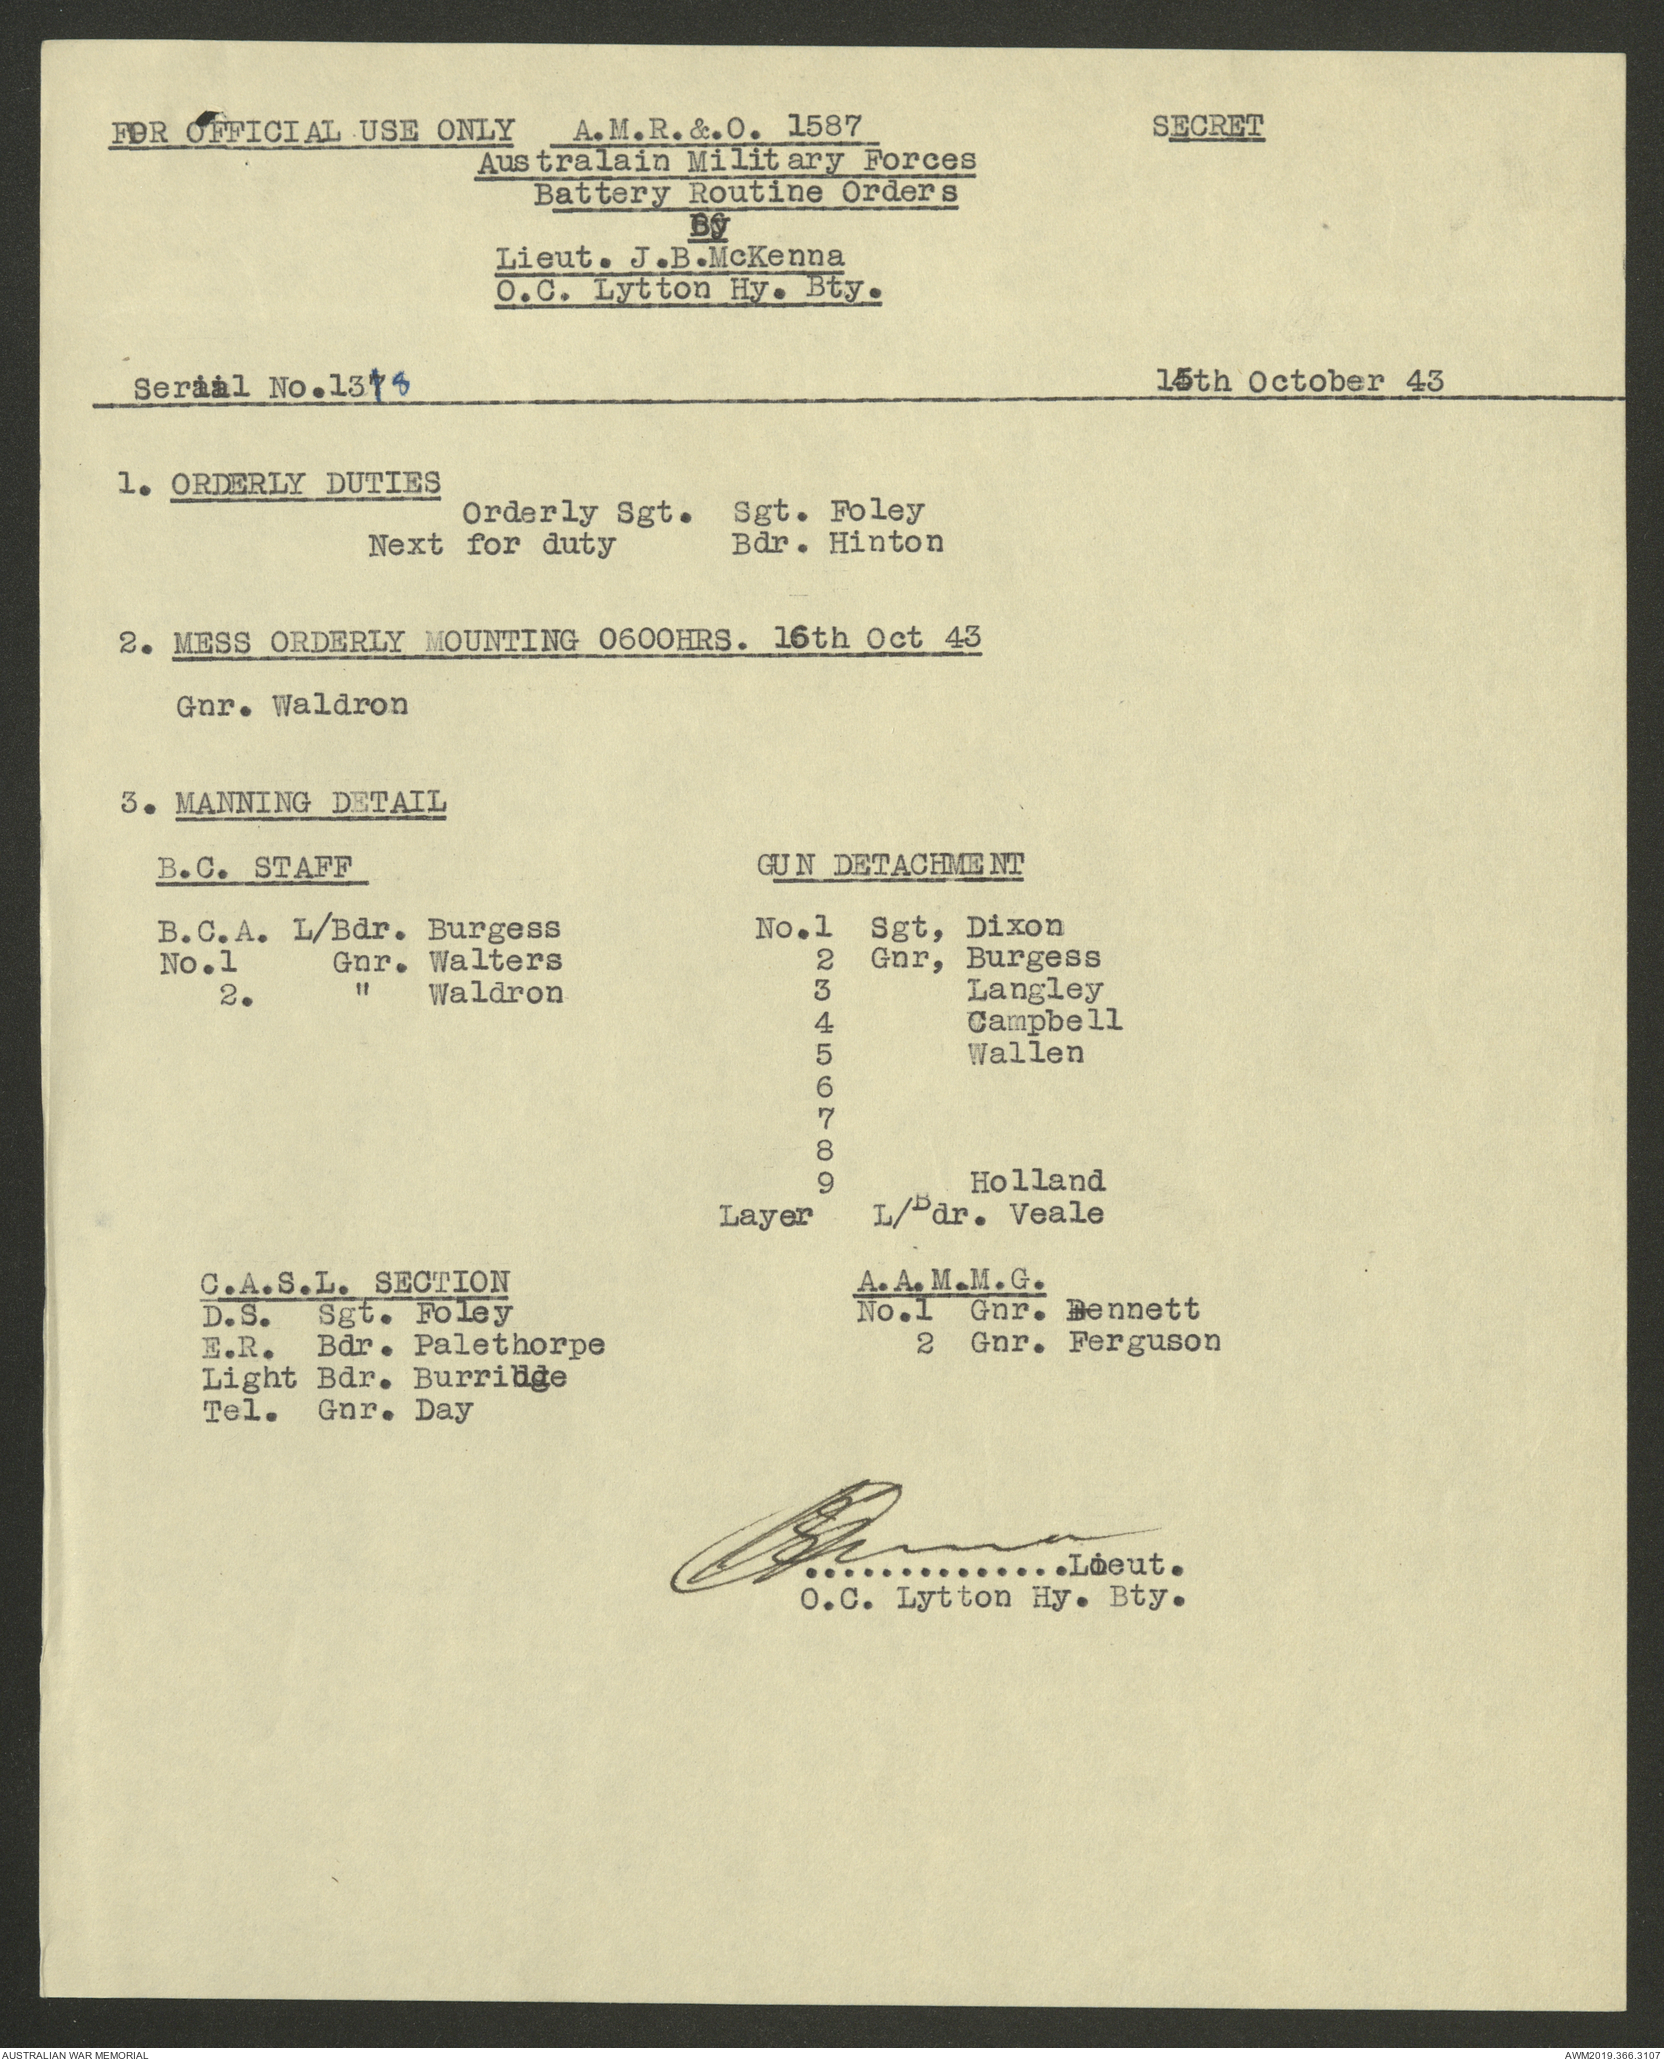 FOR OFFICIAL USE ONLY A.M.R.&.O. 1587 SECRET
Australain Military Forces
Battery Routine Orders
By
Lieut. J.B.McKenna
O.C. Lytton Hy. Bty.
Serial No.1378 15th October 43
1. ORDERLY DUTIES
Orderly Sgt. Sgt. Foley
Next for duty Bdr. Hinton
2. MESS ORDERLY MOUNTING 0600HRS. 16th Oct 43
Gnr. Waldron
3. MANNING DETAIL
B.C. STAFF
B.C.A. L/Bdr. Burgess
No.1 Gnr. Walters
2. " Waldron
GUN DETACHMENT
No.1 Sgt, Dixon
2 Gnr, Burgess
3 Langley
4 Campbell
5 Wallen
6
7
8
9 Holland
Layer L/Bdr. Veale
C.A.S.L. SECTION
D.S. Sgt. Foley
E.R. Bdr. Palethorpe
Light Bdr. Burridge
Tel. Gnr. Day
A.A.M.M.G.
No.1 Gnr. Bennett
2 Gnr. Ferguson
..............Lieut.
O.C. Lytton Hy. Bty.
AUSTRALIAN WAR MEMORIAL
AWM2019.366.3107